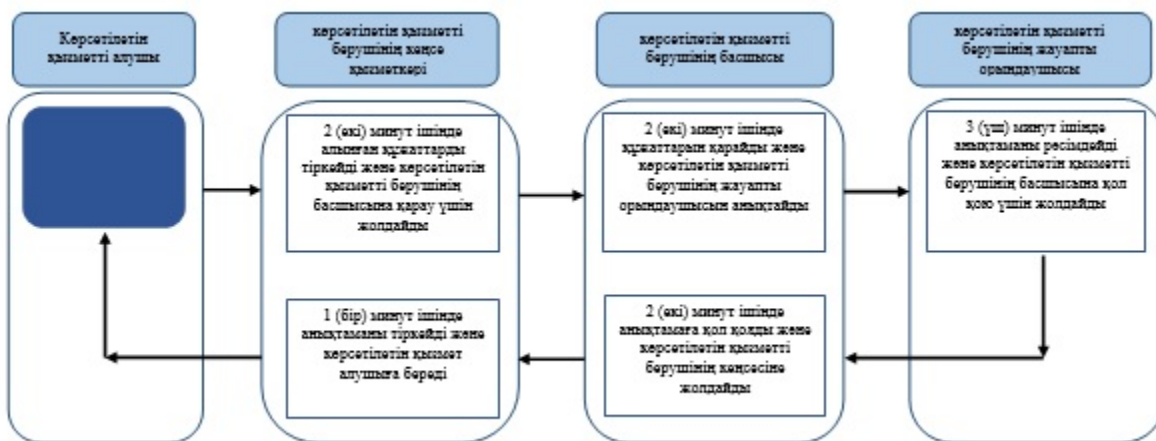 Көрсетілетін
қызметті алушы
көрсетілетін қызметті
берушінің кеңсе
қызметкері
көрсетілетін қызметті
берушінің басшысы
көрсетілетін қызметті
берушінің жауапты
орындаушысы
2 (екі) минут ішінде
алынған құжаттарды
тіркейді және көрсетілетін
қызметті берушінің
басшысына қарау үшін
жолдайды
2 (екі) минут ішінде
құжаттарын қарайды және
көрсетілетін қызметті
берушінің жауапты
орындаушысын анықтайды
3 (үш) минут ішінде
анықтаманы ресімдейді
және көрсетілетін қызметті
берушінің басшысына қол
қою үшін жолдайды
1 (бір) минут ішінде
анықтаманы тіркейді және
көрсетілетін қызмет
алушыға береді
2 (екі) минут ішінде
анықтамаға қол қояды және
көрсетілетін қызметті
берушінің кеңсесіне
жолдайды